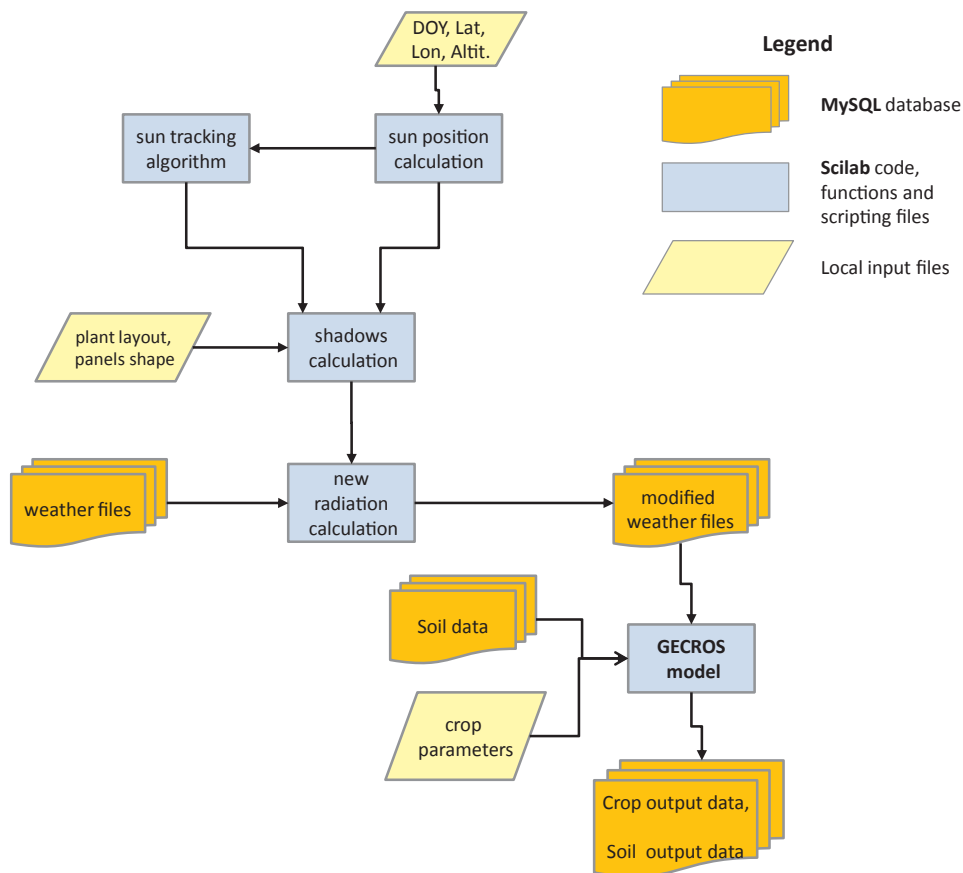 DOY, Lat,
Lon, Altit.
Legend
MySQL database
sun tracking
algorithm
sun position
calculation
Scilab code,
functions and
scripting files
Local input files
plant layout,
panels shape
shadows
calculation
weather files
new
radiation
calculation
modified
weather files
Soil data
GECROS
model
crop
parameters
Crop output data,
Soil output data